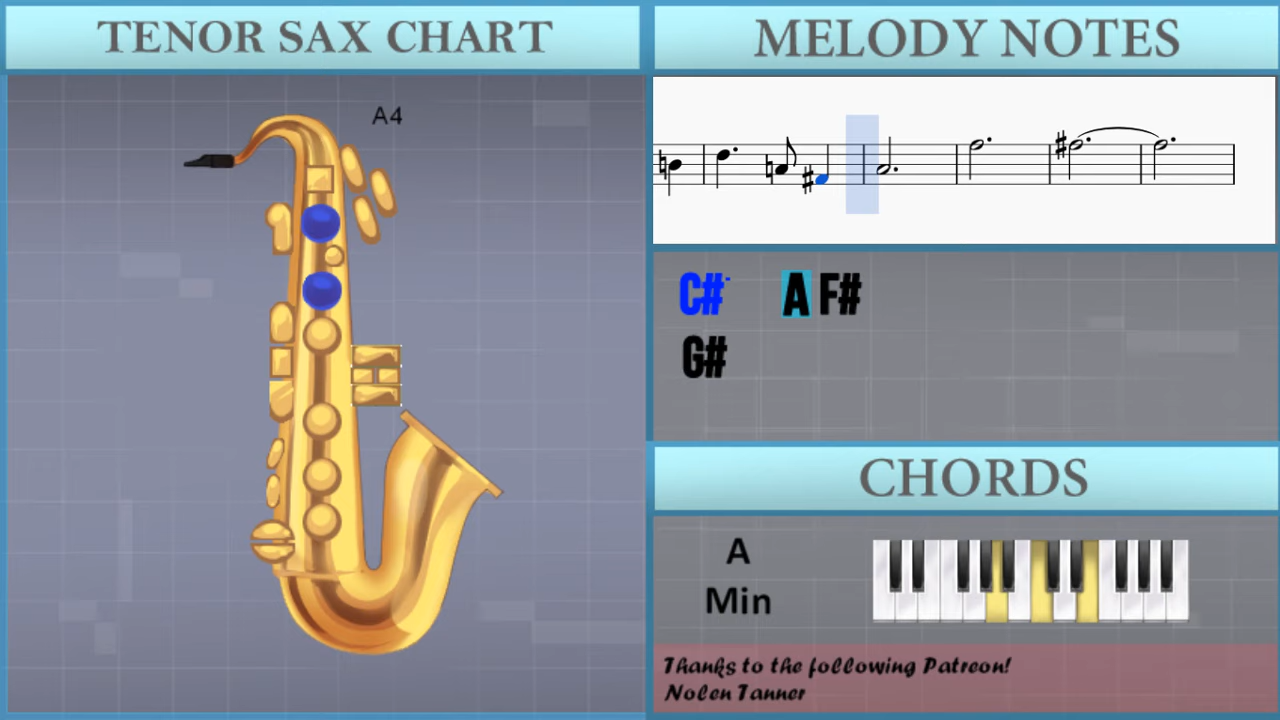 TENOR SAX CHART
A4
MELODY NOTES
C# A F#
G#
CHORDS
A
Min
Thanks to the following Patreon!
Nolen Tanner